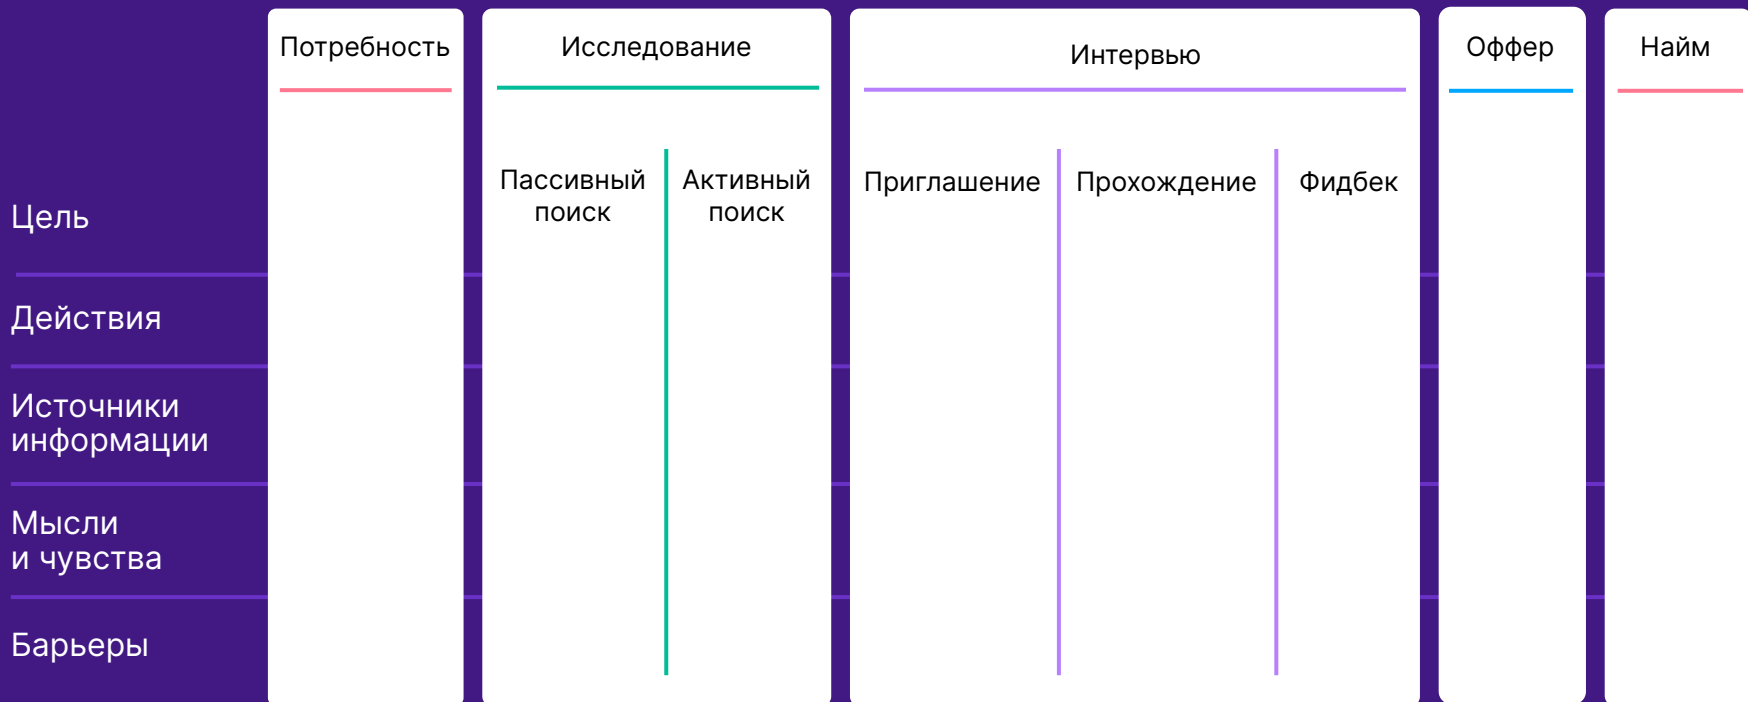 Потребность
Исследование
Интервью
Оффер
Найм
Пассивный
поиск
Активный
поиск
Приглашение
Прохождение
Фидбек
Цель
Действия
Источники
информации
Мысли
и чувства
Барьеры